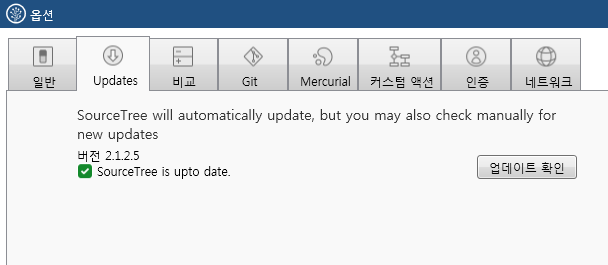 옵션
일반 Updates 비교 Git Mercurial 커스텀 액션 인증 네트워크
SourceTree will automatically update, but you may also check manually for
new updates
버전 2.1.2.5
SourceTree is upto date. 업데이트 확인